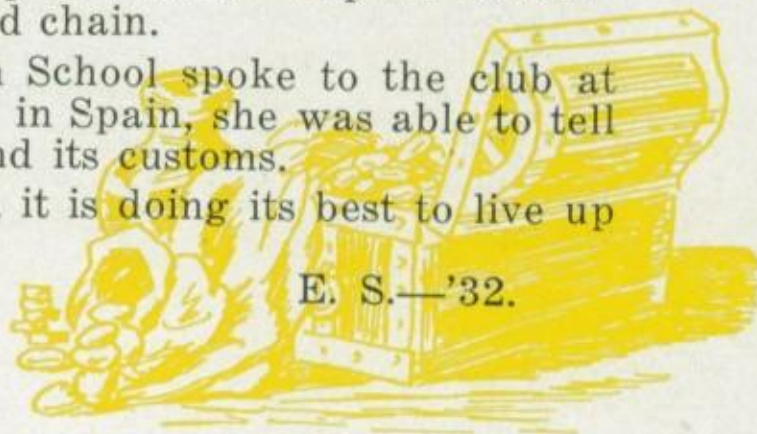 d chain.
School spoke to the club at
in Spain, she was able to tell
nd its customs.
it is doing its best to live up
E. S.—'32.